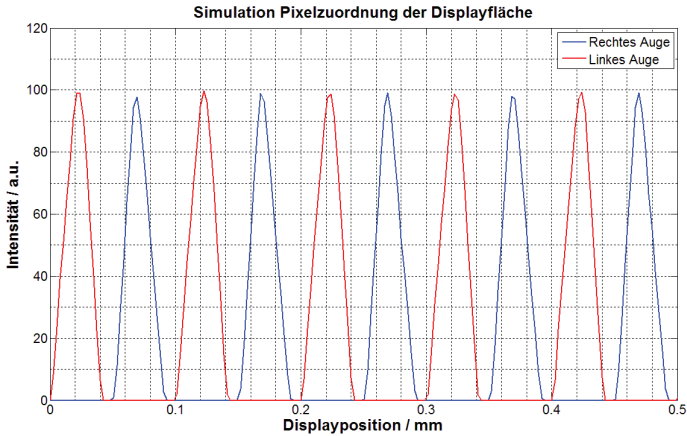 Simulation Pixelzuordnung der Displayfläche
Rechtes Auge
Linkes Auge
Intensität / a.u.
120
100
80
60
40
20
0
0 0.1 0.2 0.3 0.4 0.5
Displayposition / mm